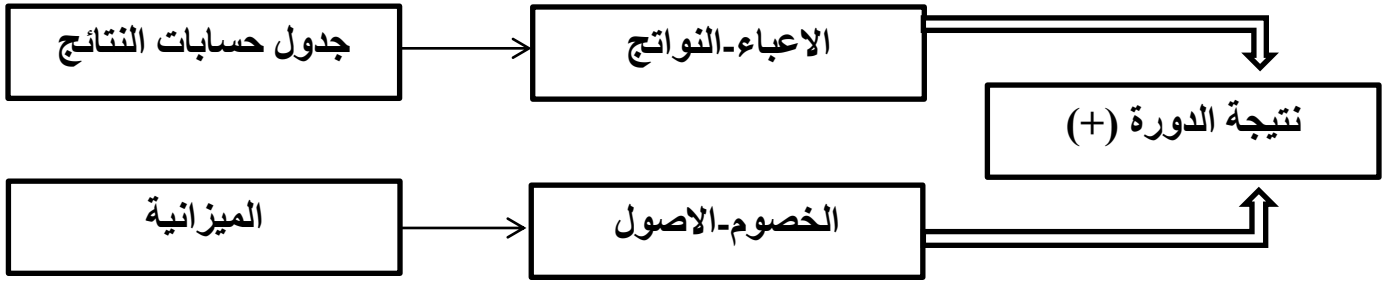 جدول حسابات النتائج
الاعباء-النواتج
نتيجة الدورة (+)
الميزانية
الخصوم-الاصول